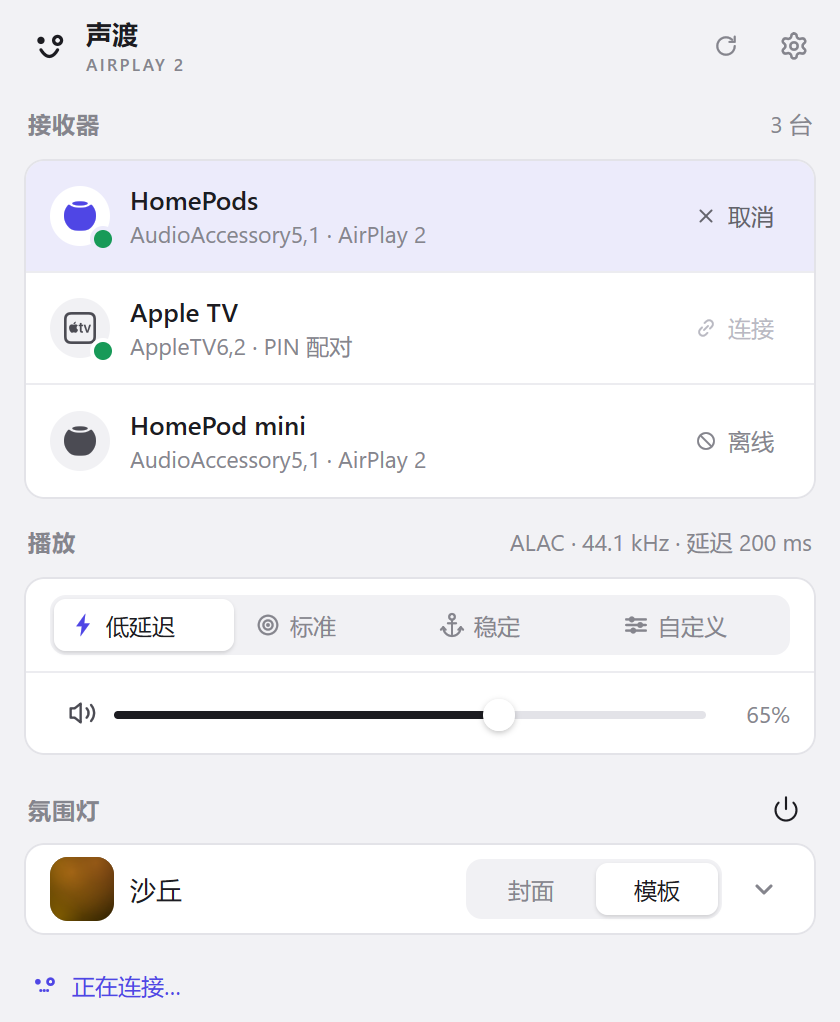 声渡
AIRPLAY 2
接收器 3 台
HomePods
AudioAccessory5,1 · AirPlay 2
取消
Apple TV
AppleTV6,2 · PIN 配对
连接
tv
HomePod mini
AudioAccessory5,1 · AirPlay 2
离线
播放 ALAC · 44.1 kHz · 延迟 200 ms
低延迟 标准 稳定 自定义
65%
氛围灯
沙丘 封面 模板
正在连接...